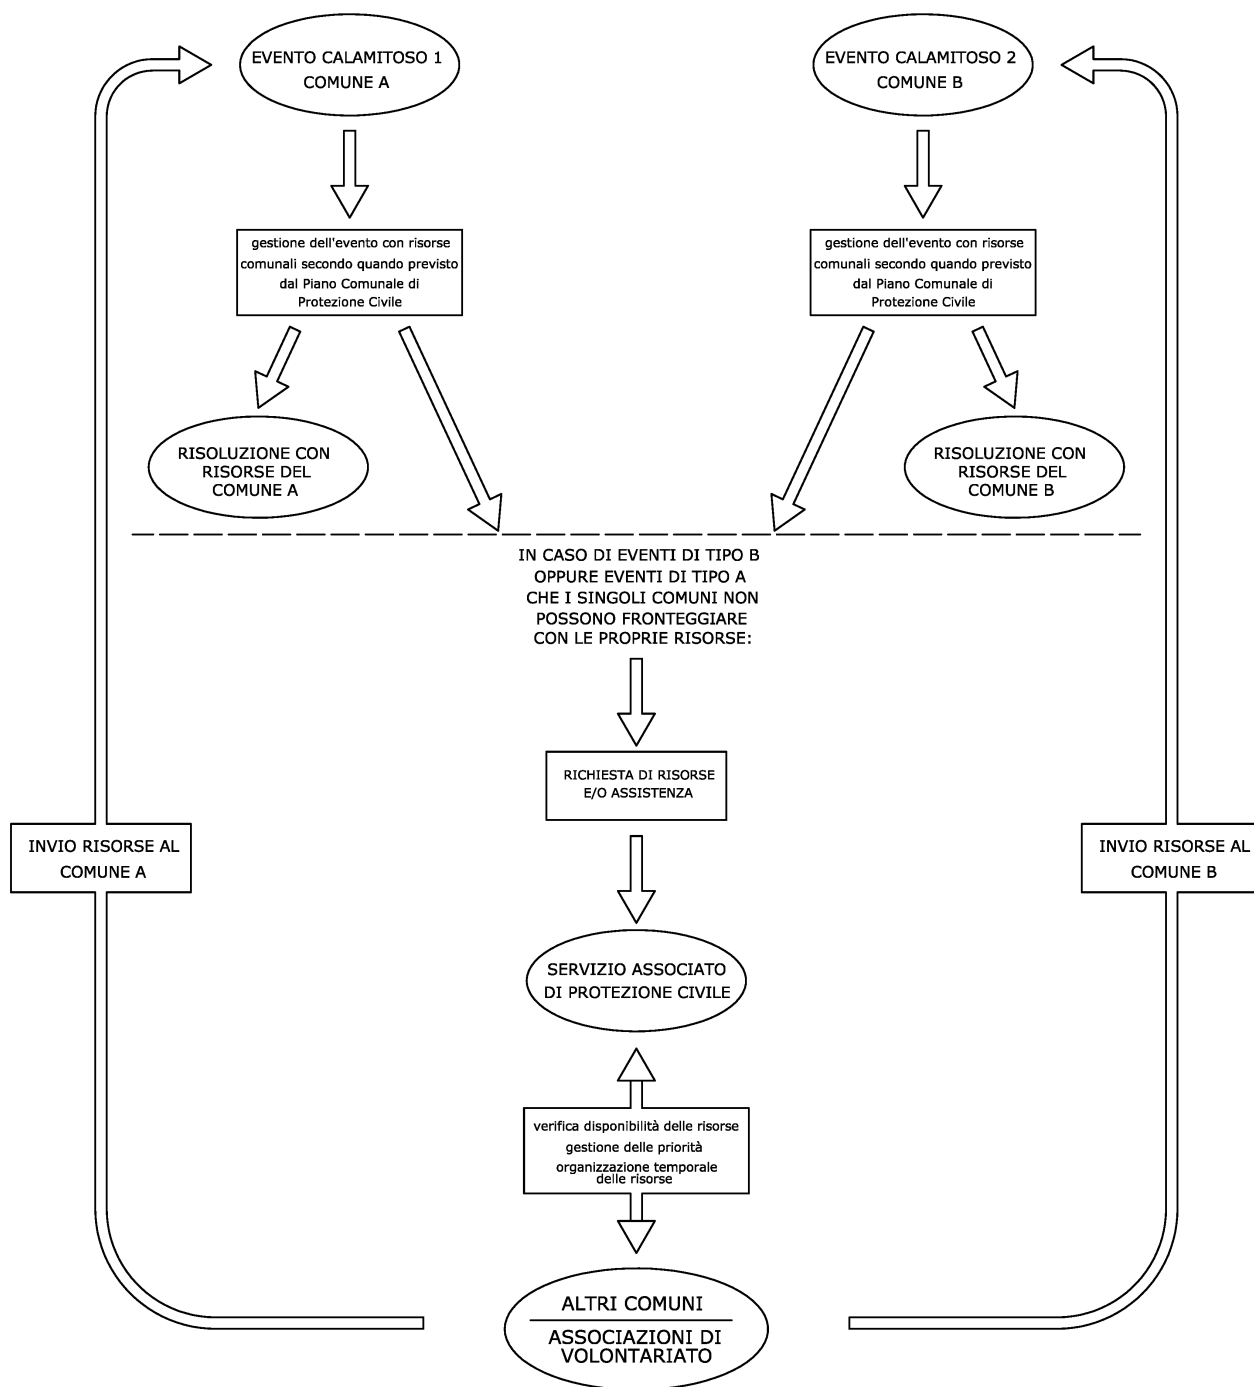 EVENTO CALAMITOSO 1
COMUNE A
EVENTO CALAMITOSO 2
COMUNE B
gestione dell'evento con risorse
comunali secondo quando previsto
dal Piano Comunale di
Protezione Civile
gestione dell'evento con risorse
comunali secondo quando previsto
dal Piano Comunale di
Protezione Civile
RISOLUZIONE CON
RISORSE DEL
COMUNE A
RISOLUZIONE CON
RISORSE DEL
COMUNE B
IN CASO DI EVENTI DI TIPO B
OPPURE EVENTI DI TIPO A
CHE I SINGOLI COMUNI NON
POSSONO FRONTEGGIARE
CON LE PROPRIE RISORSE:
RICHIESTA DI RISORSE
E/O ASSISTENZA
INVIO RISORSE AL
COMUNE A
INVIO RISORSE AL
COMUNE B
SERVIZIO ASSOCIATO
DI PROTEZIONE CIVILE
verifica disponibilità delle risorse
gestione delle priorità
organizzazione temporale
delle risorse
ALTRI COMUNI
ASSOCIAZIONI DI
VOLONTARIATO